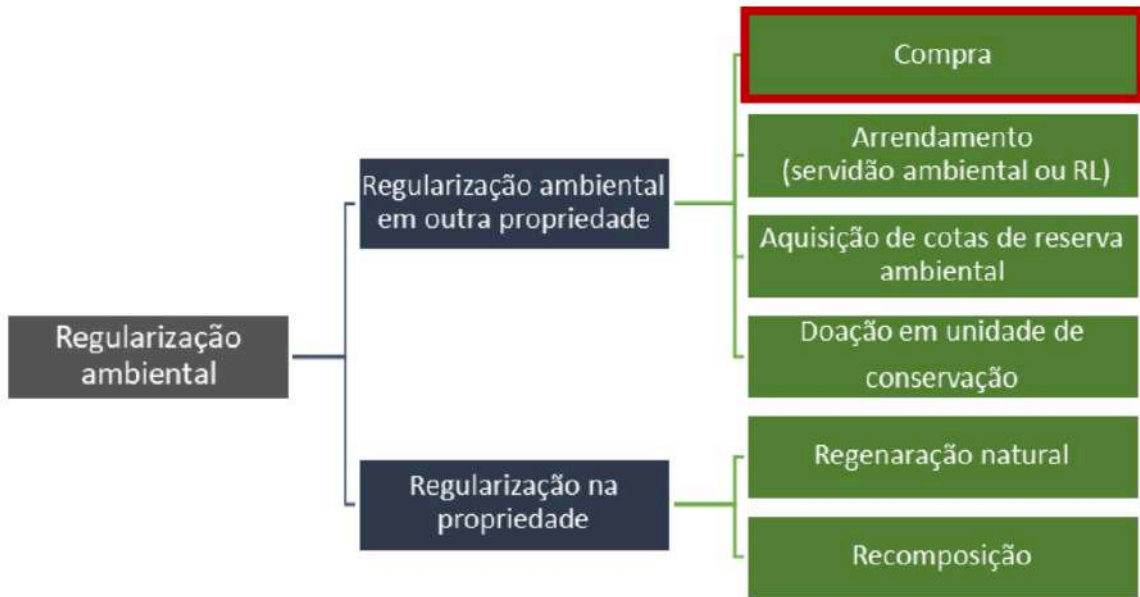 Regularização
ambiental
Regularização ambiental
em outra propriedade
Compra
Arrendamento
(servidão ambiental ou RL)
Aquisição de cotas de reserva
ambiental
Doação em unidade de
conservação
Regularização na
propriedade
Regenaração natural
Recomposição